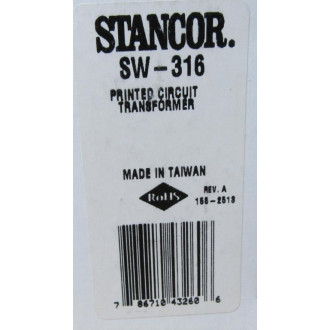 STANCOR.
SW-316
PRINTED CIRCUIT
TRANSFORMER
MADE IN TAIWAN
RoHS
REV. A
155-2513
7 86710 43260 6